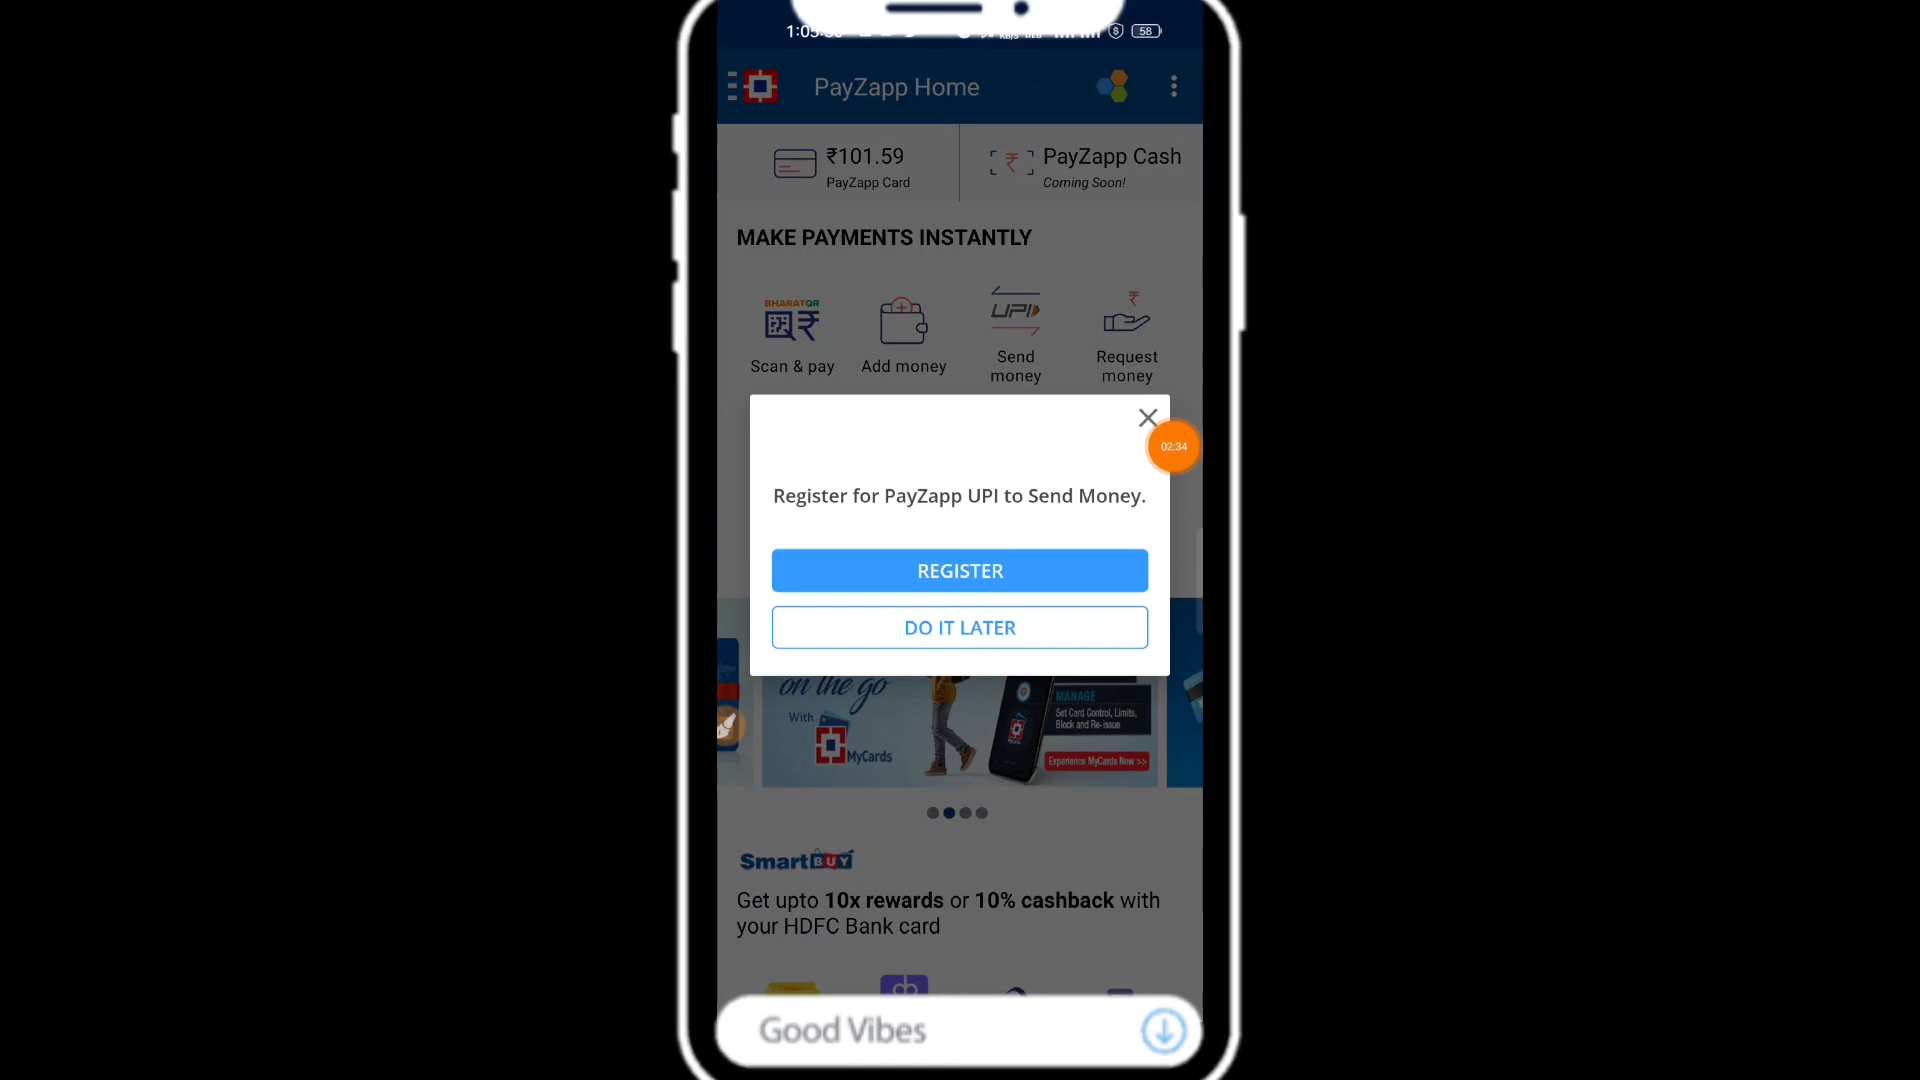 58
PayZapp Home
₹101.59
PayZapp Card
PayZapp Cash
Coming Soon!
MAKE PAYMENTS INSTANTLY
BHARATQR
UPI
Scan & pay
Add money
Send
money
Request
money
02:34
Register for PayZapp UPI to Send Money.
REGISTER
DO IT LATER
on the go
With
MyCards
MANAGE
Set Card Control, Limits,
Block and Re-issue
Experience MyCards Now >>
SmartBUY
Get upto 10x rewards or 10% cashback with
your HDFC Bank card
Good Vibes